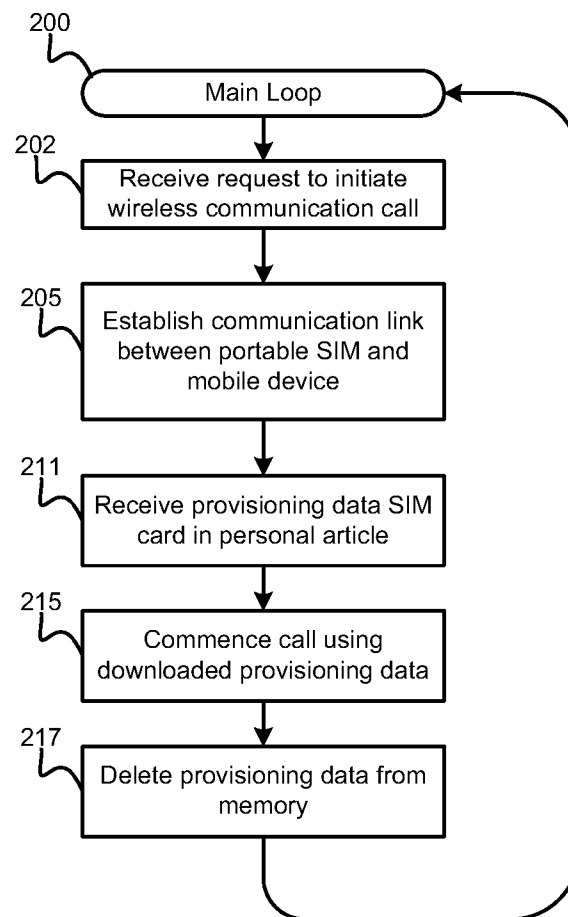 200
Main Loop
202
Receive request to initiate
wireless communication call
205
Establish communication link
between portable SIM and
mobile device
211
Receive provisioning data SIM
card in personal article
215
Commence call using
downloaded provisioning data
217
Delete provisioning data from
memory